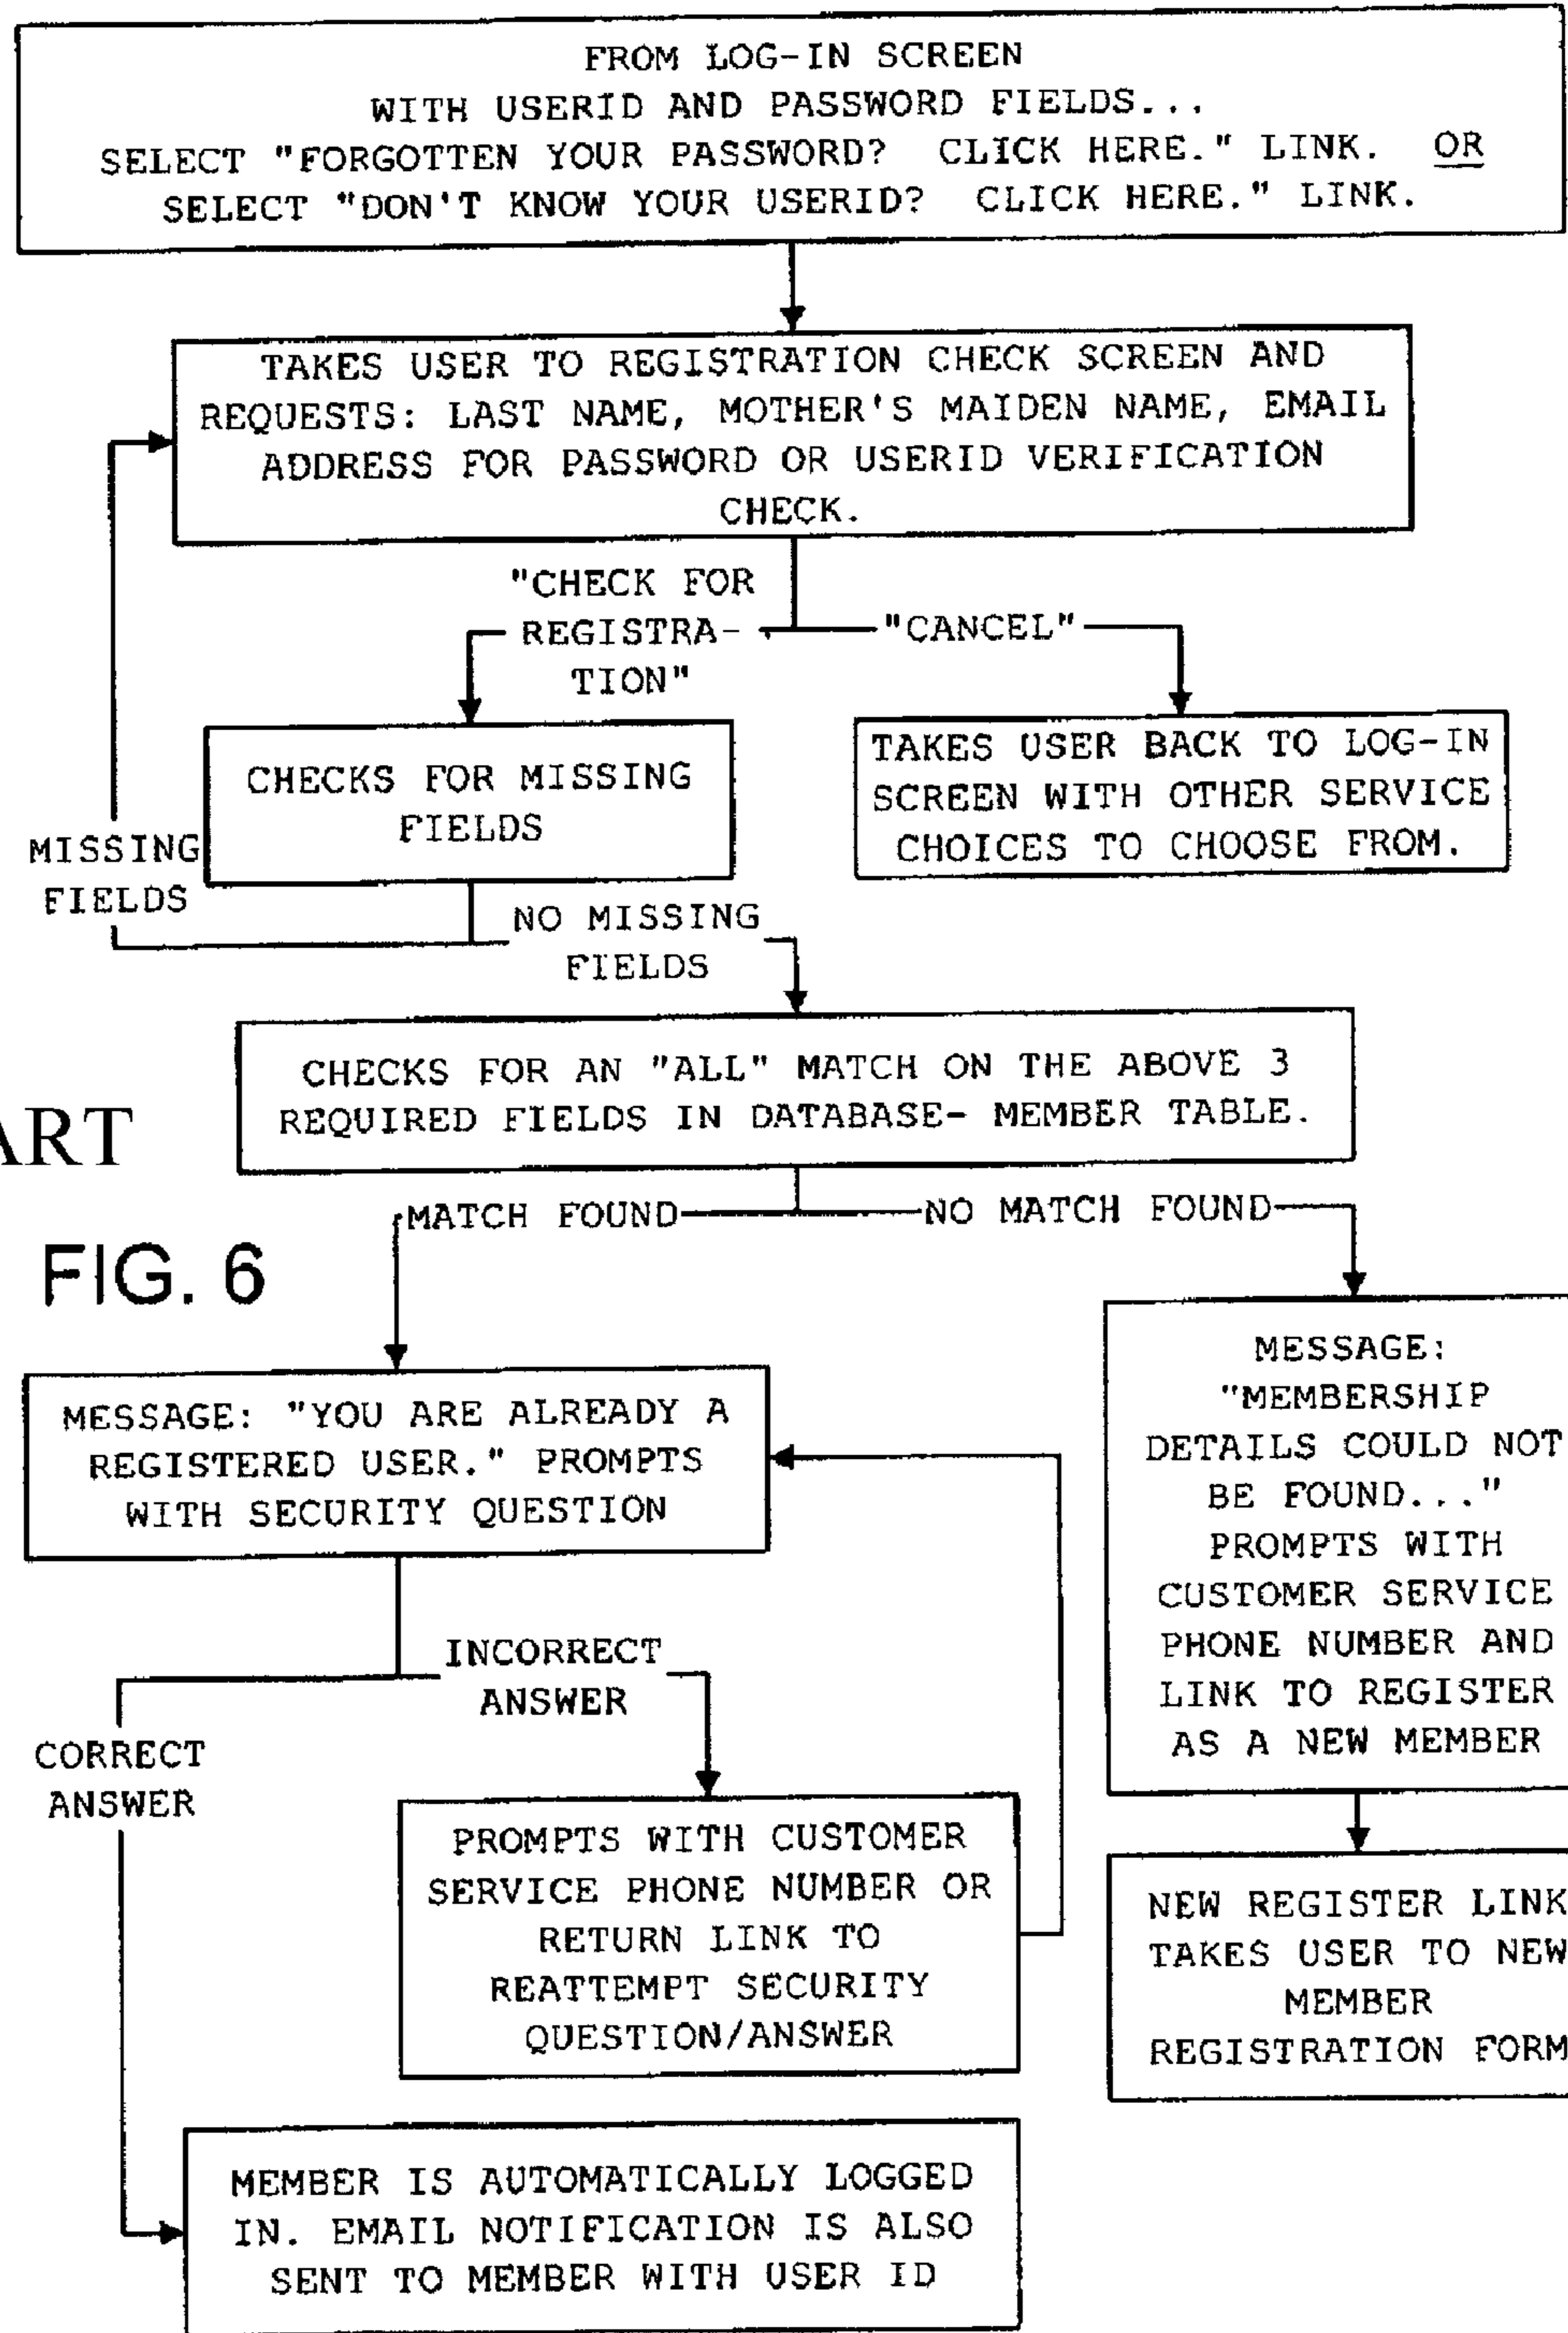 FROM LOG-IN SCREEN
WITH USERID AND PASSWORD FIELDS...
SELECT "FORGOTTEN YOUR PASSWORD? CLICK HERE." LINK. OR
SELECT "DON'T KNOW YOUR USERID? CLICK HERE." LINK.
TAKES USER TO REGISTRATION CHECK SCREEN AND
REQUESTS: LAST NAME, MOTHER'S MAIDEN NAME, EMAIL
ADDRESS FOR PASSWORD OR USERID VERIFICATION
CHECK.
"CHECK FOR
REGISTRA-
TION"
"CANCEL"
CHECKS FOR MISSING
FIELDS
TAKES USER BACK TO LOG-IN
SCREEN WITH OTHER SERVICE
CHOICES TO CHOOSE FROM.
MISSING
FIELDS
NO MISSING
FIELDS
CHECKS FOR AN "ALL" MATCH ON THE ABOVE 3
REQUIRED FIELDS IN DATABASE- MEMBER TABLE.
ART
MATCH FOUND
NO MATCH FOUND
FIG. 6
MESSAGE: "YOU ARE ALREADY A
REGISTERED USER." PROMPTS
WITH SECURITY QUESTION
MESSAGE:
"MEMBERSHIP
DETAILS COULD NOT
BE FOUND..."
PROMPTS WITH
CUSTOMER SERVICE
PHONE NUMBER AND
LINK TO REGISTER
AS A NEW MEMBER
INCORRECT
ANSWER
CORRECT
ANSWER
PROMPTS WITH CUSTOMER
SERVICE PHONE NUMBER OR
RETURN LINK TO
REATTEMPT SECURITY
QUESTION/ANSWER
NEW REGISTER LINK
TAKES USER TO NEW
MEMBER
REGISTRATION FORM
MEMBER IS AUTOMATICALLY LOGGED
IN. EMAIL NOTIFICATION IS ALSO
SENT TO MEMBER WITH USER ID